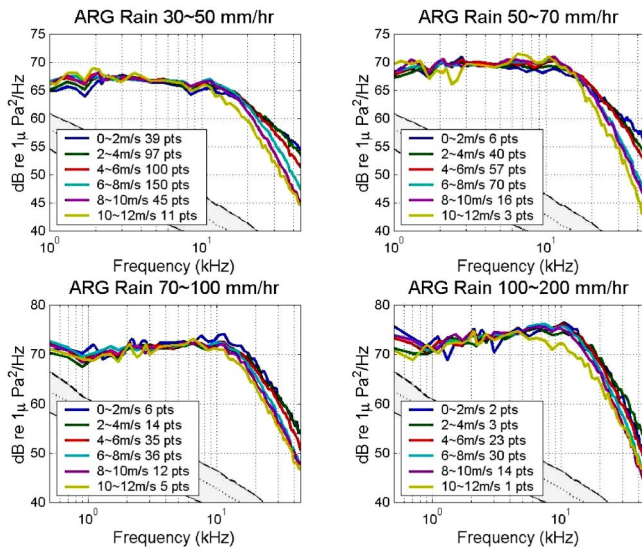 ARG Rain 30~50 mm/hr
75
70
65
60
55
50
45
40
dB re 1μ Pa²/Hz
0~2m/s 39 pts
2~4m/s 97 pts
4~6m/s 100 pts
6~8m/s 150 pts
8~10m/s 45 pts
10~12m/s 11 pts
10⁰
10¹
Frequency (kHz)
ARG Rain 50~70 mm/hr
75
70
65
60
55
50
45
40
dB re 1μ Pa²/Hz
0~2m/s 6 pts
2~4m/s 40 pts
4~6m/s 57 pts
6~8m/s 70 pts
8~10m/s 16 pts
10~12m/s 3 pts
10⁰
10¹
Frequency (kHz)
ARG Rain 70~100 mm/hr
80
70
60
50
40
dB re 1μ Pa²/Hz
0~2m/s 6 pts
2~4m/s 14 pts
4~6m/s 35 pts
6~8m/s 36 pts
8~10m/s 12 pts
10~12m/s 5 pts
10⁰
10¹
Frequency (kHz)
ARG Rain 100~200 mm/hr
80
70
60
50
40
dB re 1μ Pa²/Hz
0~2m/s 2 pts
2~4m/s 3 pts
4~6m/s 23 pts
6~8m/s 30 pts
8~10m/s 14 pts
10~12m/s 1 pts
10⁰
10¹
Frequency (kHz)